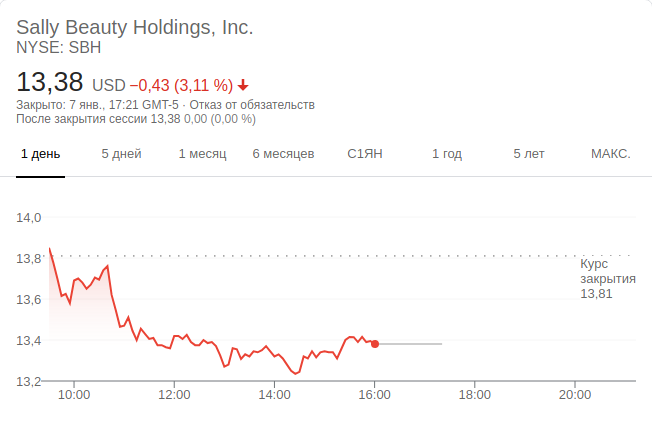 Sally Beauty Holdings, Inc.
NYSE: SBH
13,38 USD −0,43 (3,11 %)
Закрыто: 7 янв., 17:21 GMT-5 · Отказ от обязательств
После закрытия сессии 13,38 0,00 (0,00 %)
1 день 5 дней 1 месяц 6 месяцев С1ЯН 1 год 5 лет МАКС.
14,0
13,8
Курс
закрытия
13,81
13,6
13,4
13,2
10:00 12:00 14:00 16:00 18:00 20:00